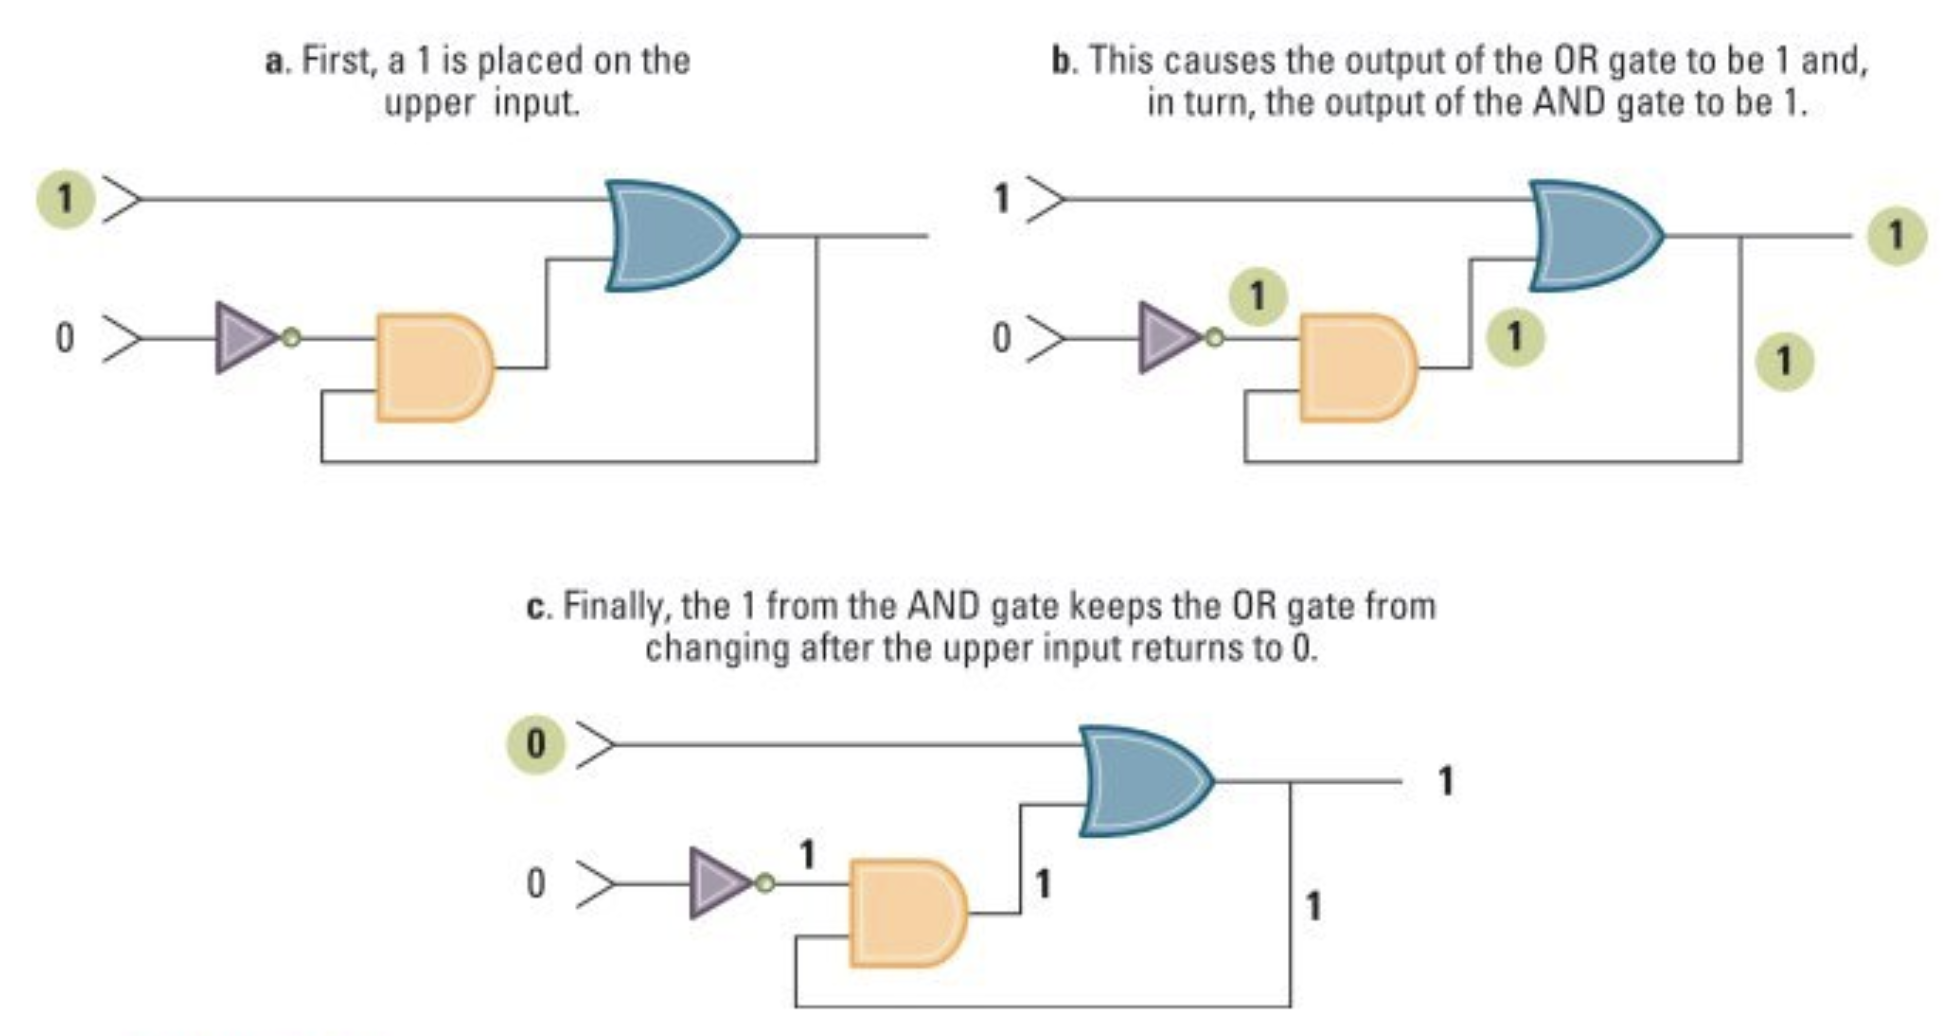 a. First, a 1 is placed on the
upper input.
b. This causes the output of the OR gate to be 1 and,
in turn, the output of the AND gate to be 1.
1
0
1
1
1
1
0
1
1
c. Finally, the 1 from the AND gate keeps the OR gate from
changing after the upper input returns to 0.
0
1
1
0
1
1